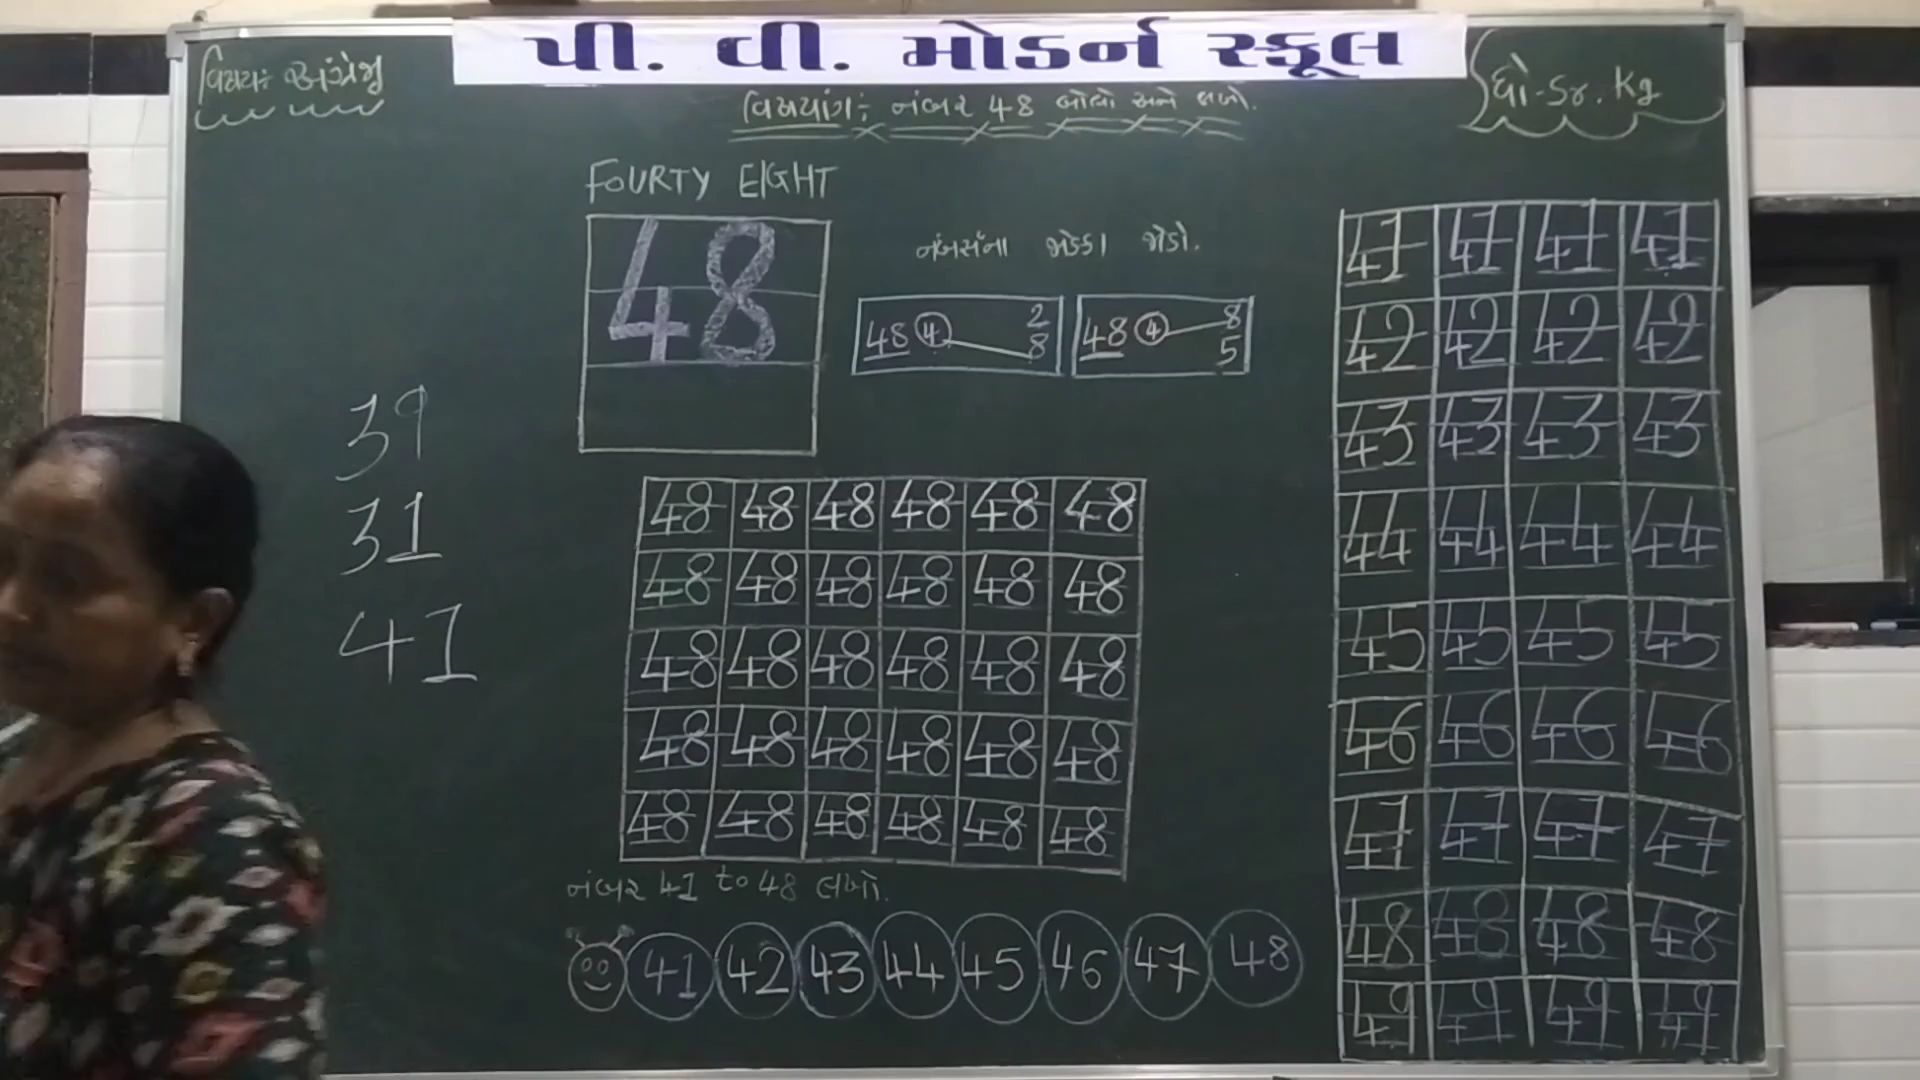 પી. વી. મોડર્ન સ્કૂલ
વિષય: અંગ્રેજી
ધો-Sr. Kg
વિષયાંગ: નંબર 48 બોલો અને લખો.
FOURTY EIGHT
48
નંબર્સના જોડકા જોડો.
48 4 2 8
48 4 8 5
39
31
41
48 48 48 48 48 48
48 48 48 48 48 48
48 48 48 48 48 48
48 48 48 48 48 48
48 48 48 48 48 48
નંબર 41 to 48 લખો.
41 42 43 44 45 46 47 48
41 41 41 41
42 42 42 42
43 43 43 43
44 44 44 44
45 45 45 45
46 46 46 46
47 47 47 47
48 48 48 48
49 49 49 49